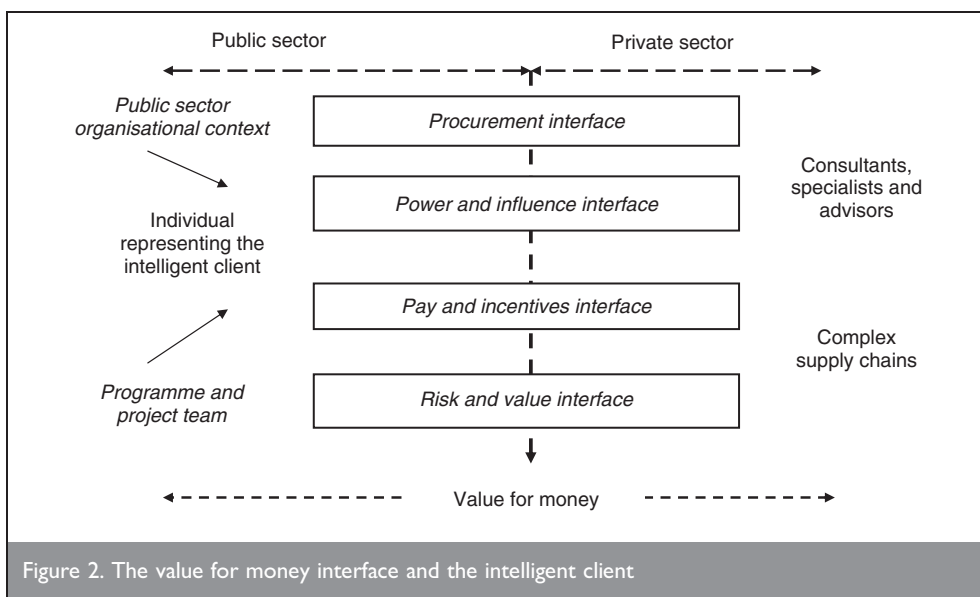 Public sector
Private sector
Public sector
organisational context
Procurement interface
Consultants,
specialists and
advisors
Power and influence interface
Individual
representing the
intelligent client
Pay and incentives interface
Complex
supply chains
Programme and
project team
Risk and value interface
Value for money
Figure 2. The value for money interface and the intelligent client